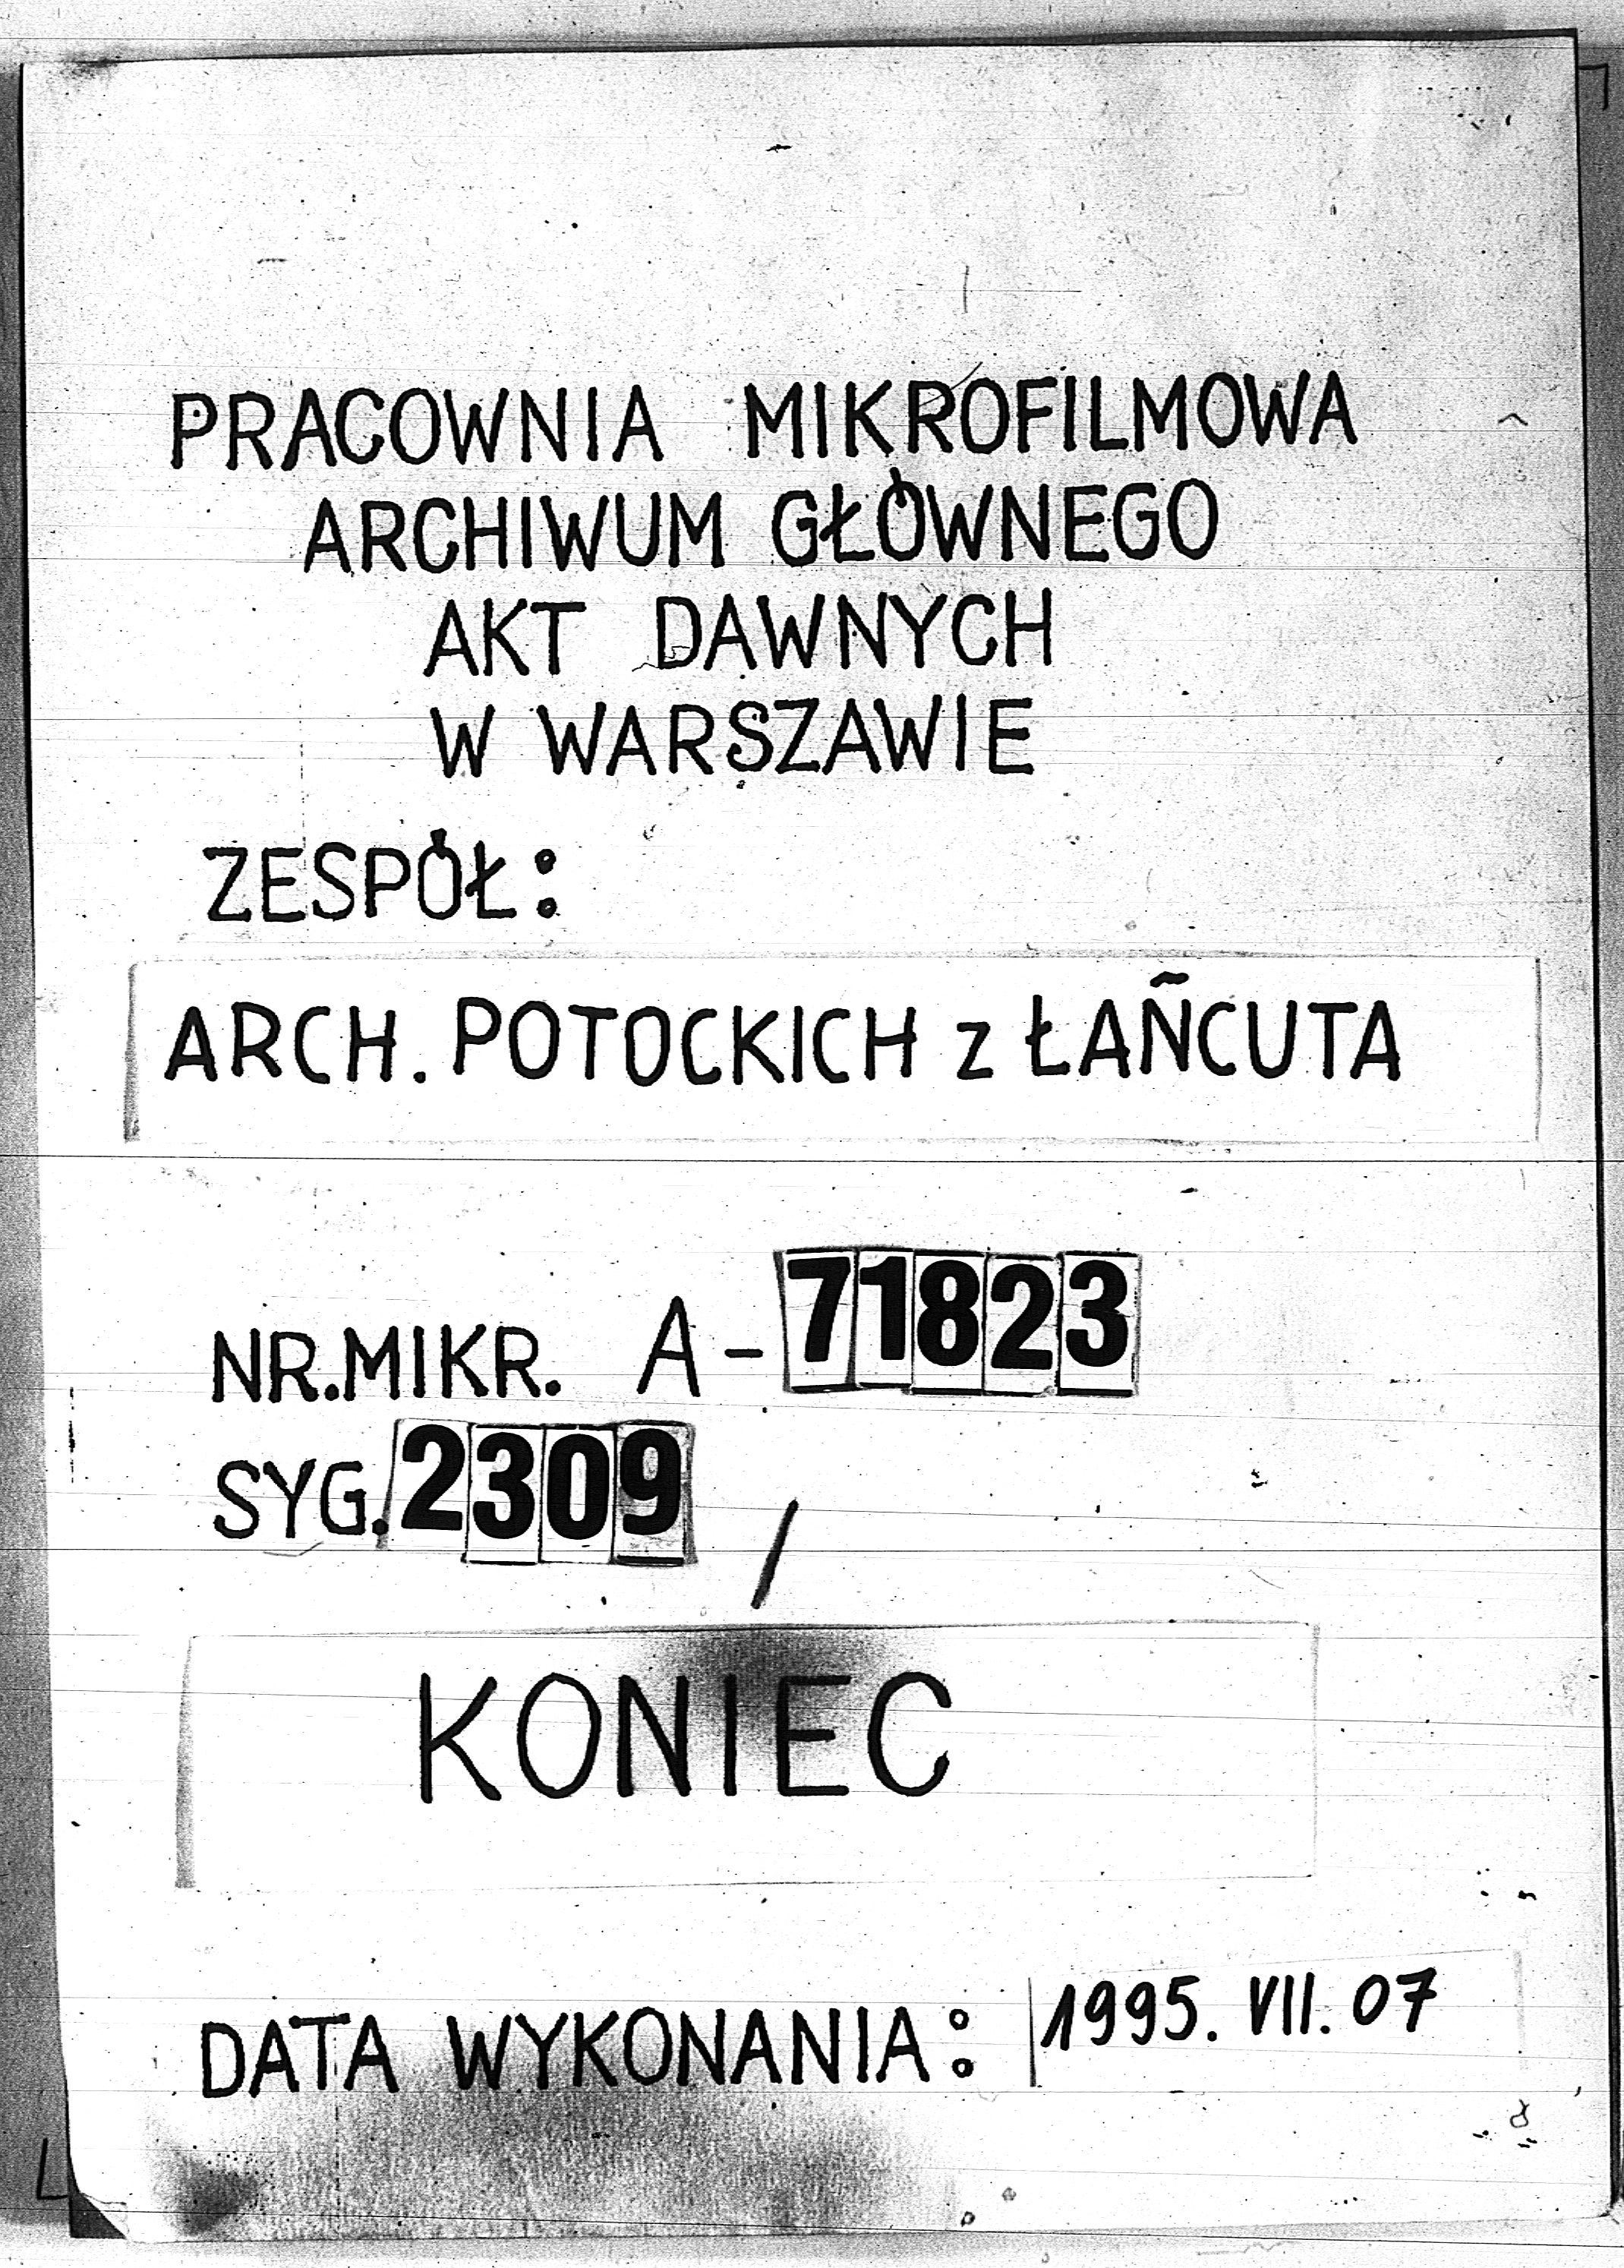 PRACOWNIA MIKROFILMOWA
ARCHIWUM GŁÓWNEGO
AKT DAWNYCH
W WARSZAWIE
ZESPÓŁ:
ARCH. POTOCKICH z ŁAŃCUTA
NR.MIKR. A-71823
SYG.2309 /
KONIEC
DATA WYKONANIA: 1995. VII. 07